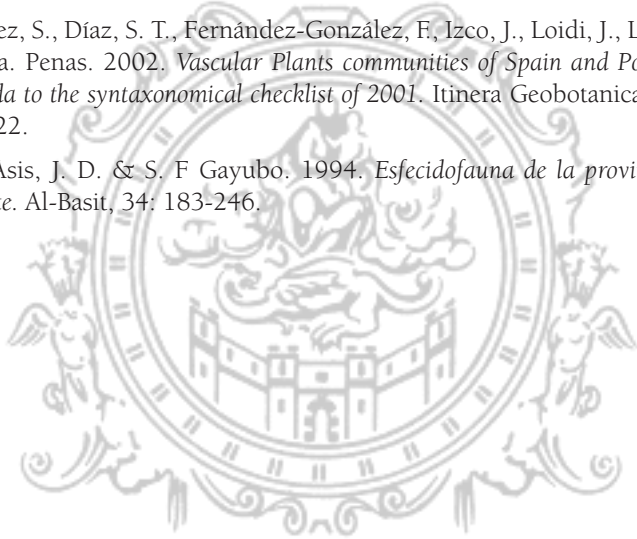 ez, S., Díaz, S. T., Fernández-González, F., Izco, J., Loidi, J., L
a. Penas. 2002. Vascular Plants communities of Spain and Po
da to the syntaxonomical checklist of 2001. Itinera Geobotanica
22.
Asis, J. D. & S. F Gayubo. 1994. Esfecidofauna de la provi
te. Al-Basit, 34: 183-246.